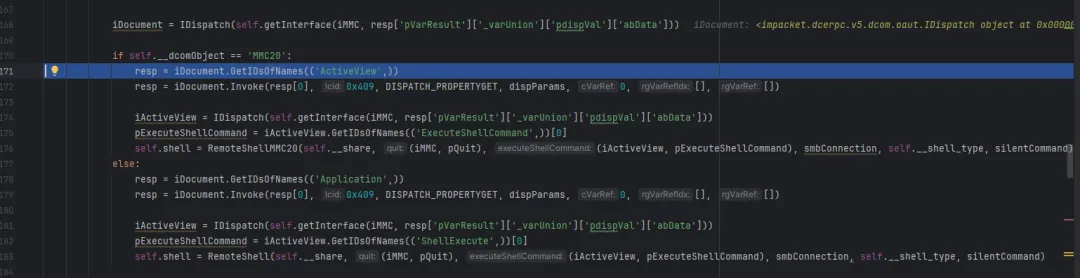 167
168 iDocument = IDispatch(self.getInterface(iMMC, resp['pVarResult']['_varUnion']['pdispVal']['abData'])) iDocument: <impacket.dcerpc.v5.dcom.oaut.IDispatch object at 0x0000
169
170 if self.__dcomObject == 'MMC20':
171 resp = iDocument.GetIDsOfNames(('ActiveView',))
172 resp = iDocument.Invoke(resp[0], lcid: 0x409, DISPATCH_PROPERTYGET, dispParams, cVarRef: 0, rgVarRefIdx: [], rgVarRef: [])
173
174 iActiveView = IDispatch(self.getInterface(iMMC, resp['pVarResult']['_varUnion']['pdispVal']['abData']))
175 pExecuteShellCommand = iActiveView.GetIDsOfNames(('ExecuteShellCommand',))[0]
176 self.shell = RemoteShellMMC20(self.__share, quit: (iMMC, pQuit), executeShellCommand: (iActiveView, pExecuteShellCommand), smbConnection, self.__shell_type, silentCommand)
177 else:
178 resp = iDocument.GetIDsOfNames(('Application',))
179 resp = iDocument.Invoke(resp[0], lcid: 0x409, DISPATCH_PROPERTYGET, dispParams, cVarRef: 0, rgVarRefIdx: [], rgVarRef: [])
180
181 iActiveView = IDispatch(self.getInterface(iMMC, resp['pVarResult']['_varUnion']['pdispVal']['abData']))
182 pExecuteShellCommand = iActiveView.GetIDsOfNames(('ShellExecute',))[0]
183 self.shell = RemoteShell(self.__share, quit: (iMMC, pQuit), executeShellCommand: (iActiveView, pExecuteShellCommand), smbConnection, self.__shell_type, silentCommand)
184